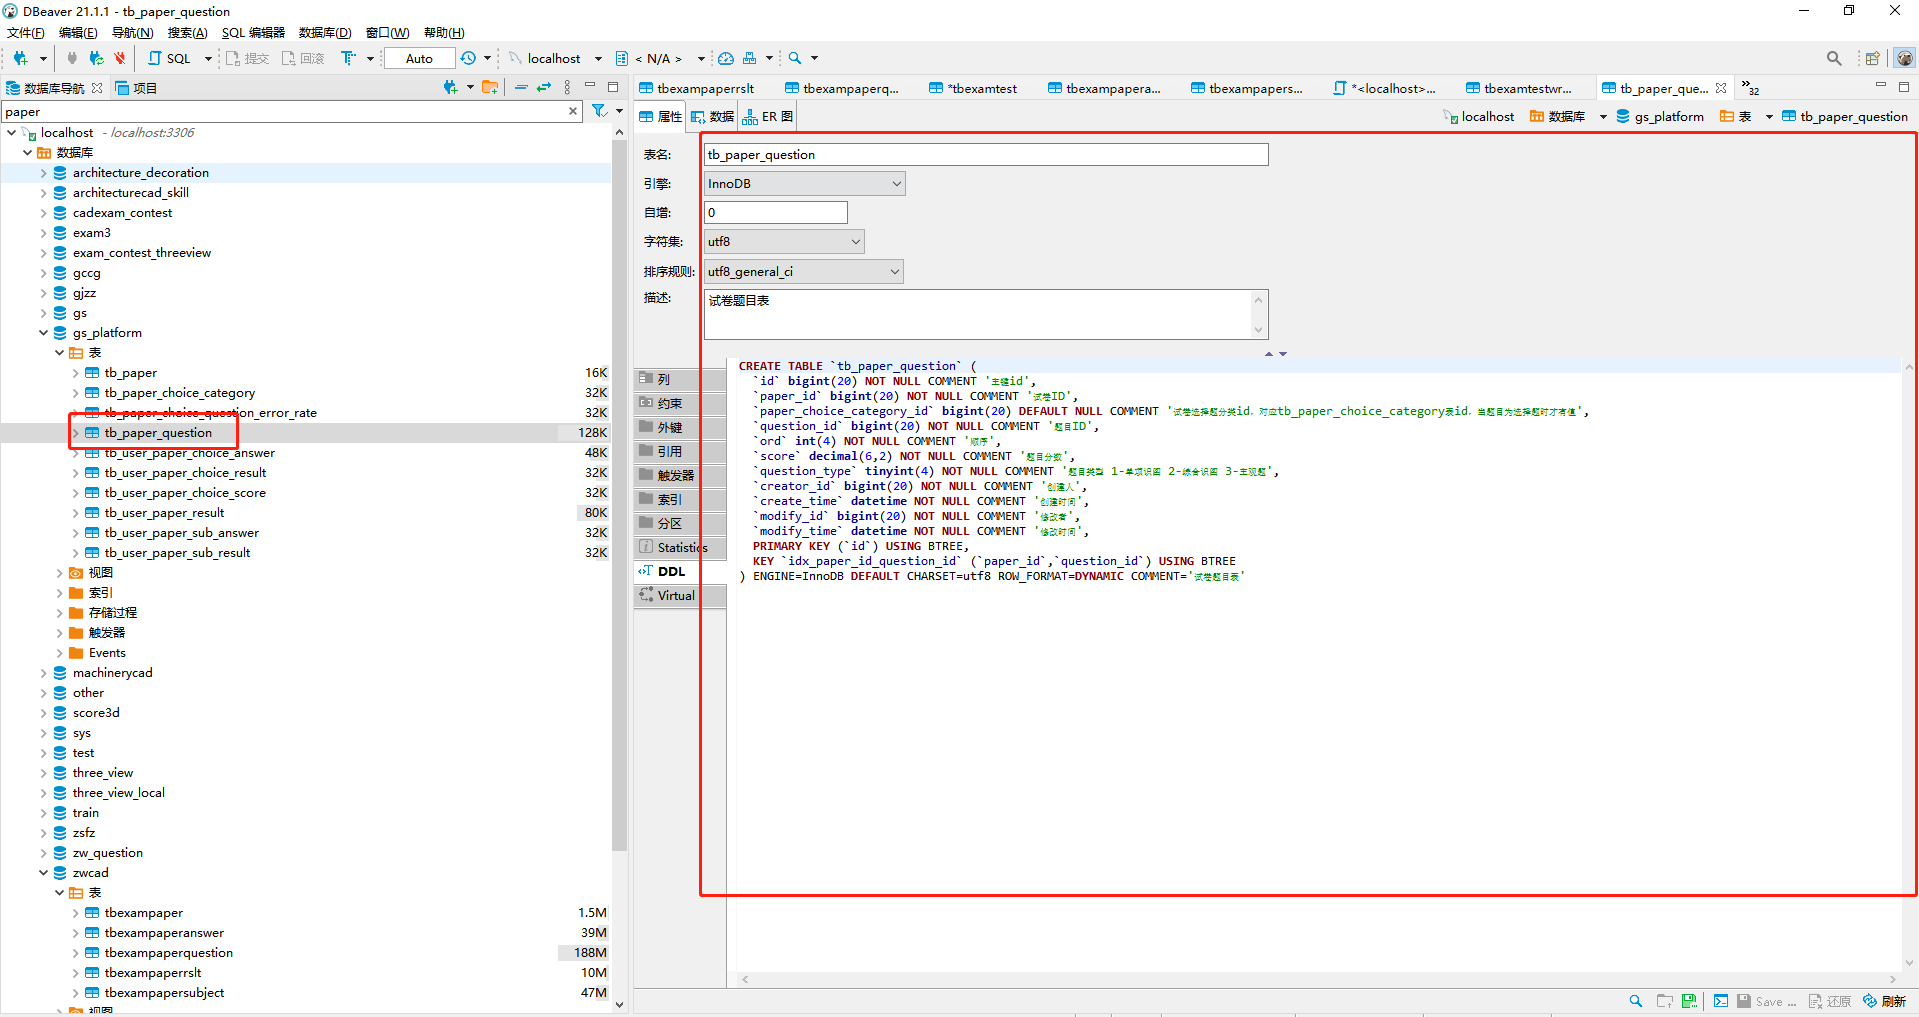 DBeaver 21.1.1 - tb_paper_question
文件(F) 编辑(E) 导航(N) 搜索(A) SQL 编辑器 数据库(D) 窗口(W) 帮助(H)
SQL 提交 回滚 Auto localhost < N/A >
数据库导航 项目
paper
localhost - localhost:3306
数据库
architecture_decoration
architecturecad_skill
cadexam_contest
exam3
exam_contest_threeview
gccg
gjzz
gs
gs_platform
表
tb_paper 16K
tb_paper_choice_category 32K
tb_paper_choice_question_error_rate 32K
tb_paper_question 128K
tb_user_paper_choice_answer 48K
tb_user_paper_choice_result 32K
tb_user_paper_choice_score 32K
tb_user_paper_result 80K
tb_user_paper_sub_answer 32K
tb_user_paper_sub_result 32K
视图
索引
存储过程
触发器
Events
machinerycad
other
score3d
sys
test
three_view
three_view_local
train
zsfz
zw_question
zwcad
表
tbexampaper 1.5M
tbexampaperanswer 39M
tbexampaperquestion 188M
tbexampaperrslt 10M
tbexampapersubject 47M
视图
tbexampaperrslt tbexampaperq... *tbexamtest tbexampapera... tbexampapers... *<localhost>... tbexamtestwr... tb_paper_que... »32
属性 数据 ER 图 localhost 数据库 gs_platform 表 tb_paper_question
表名: tb_paper_question
引擎: InnoDB
自增: 0
字符集: utf8
排序规则: utf8_general_ci
描述: 试卷题目表
列
约束
外键
引用
触发器
索引
分区
Statistics
DDL
Virtual
CREATE TABLE `tb_paper_question` (
`id` bigint(20) NOT NULL COMMENT '主键id',
`paper_id` bigint(20) NOT NULL COMMENT '试卷ID',
`paper_choice_category_id` bigint(20) DEFAULT NULL COMMENT '试卷选择题分类id，对应tb_paper_choice_category表id，当题目为选择题时才有值',
`question_id` bigint(20) NOT NULL COMMENT '题目ID',
`ord` int(4) NOT NULL COMMENT '顺序',
`score` decimal(6,2) NOT NULL COMMENT '题目分数',
`question_type` tinyint(4) NOT NULL COMMENT '题目类型 1-单项识图 2-综合识图 3-主观题',
`creator_id` bigint(20) NOT NULL COMMENT '创建人',
`create_time` datetime NOT NULL COMMENT '创建时间',
`modify_id` bigint(20) NOT NULL COMMENT '修改者',
`modify_time` datetime NOT NULL COMMENT '修改时间',
PRIMARY KEY (`id`) USING BTREE,
KEY `idx_paper_id_question_id` (`paper_id`,`question_id`) USING BTREE
) ENGINE=InnoDB DEFAULT CHARSET=utf8 ROW_FORMAT=DYNAMIC COMMENT='试卷题目表'
Save ... 还原 刷新